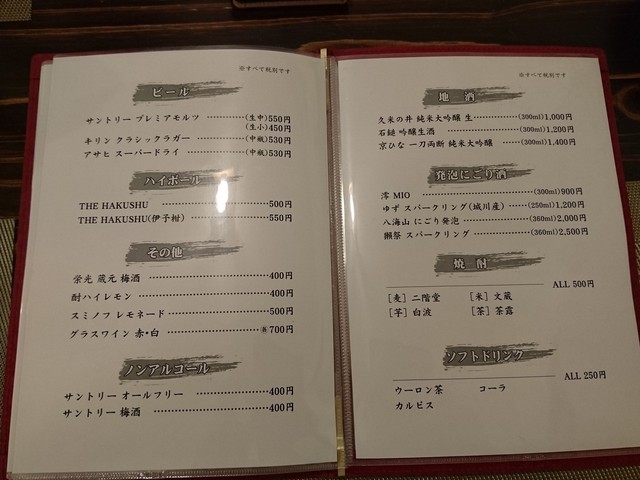 ※すべて税別です
ビール
サントリー プレミアモルツ ………… (生中)550円
(生小)450円
キリン クラシックラガー ………… (中瓶)530円
アサヒ スーパードライ ………… (中瓶)530円
ハイボール
THE HAKUSHU ………… 500円
THE HAKUSHU(伊予柑) ………… 550円
その他
栄光 蔵元 梅酒 ………… 400円
酎ハイレモン ………… 400円
スミノフ レモネード ………… 500円
グラスワイン 赤・白 ………… 700円
ノンアルコール
サントリー オールフリー ………… 400円
サントリー 梅酒 ………… 400円
※すべて税別です
地 酒
久米の井 純米大吟醸 生 ………… (300ml)1,000円
石鎚 吟醸生酒 ………… (300ml)1,200円
京ひな 一刀両断 純米大吟醸 ………… (300ml)1,400円
発泡にごり酒
澪 MIO ………… (300ml)900円
ゆず スパークリング(城川産) ………… (250ml)1,200円
八海山 にごり発泡 ………… (360ml)2,000円
獺祭 スパークリング ………… (360ml)2,500円
焼 酎
ALL 500円
[麦] 二階堂 [米] 文蔵
[芋] 白波 [茶] 茶露
ソフトドリンク
ALL 250円
ウーロン茶 コーラ
カルピス